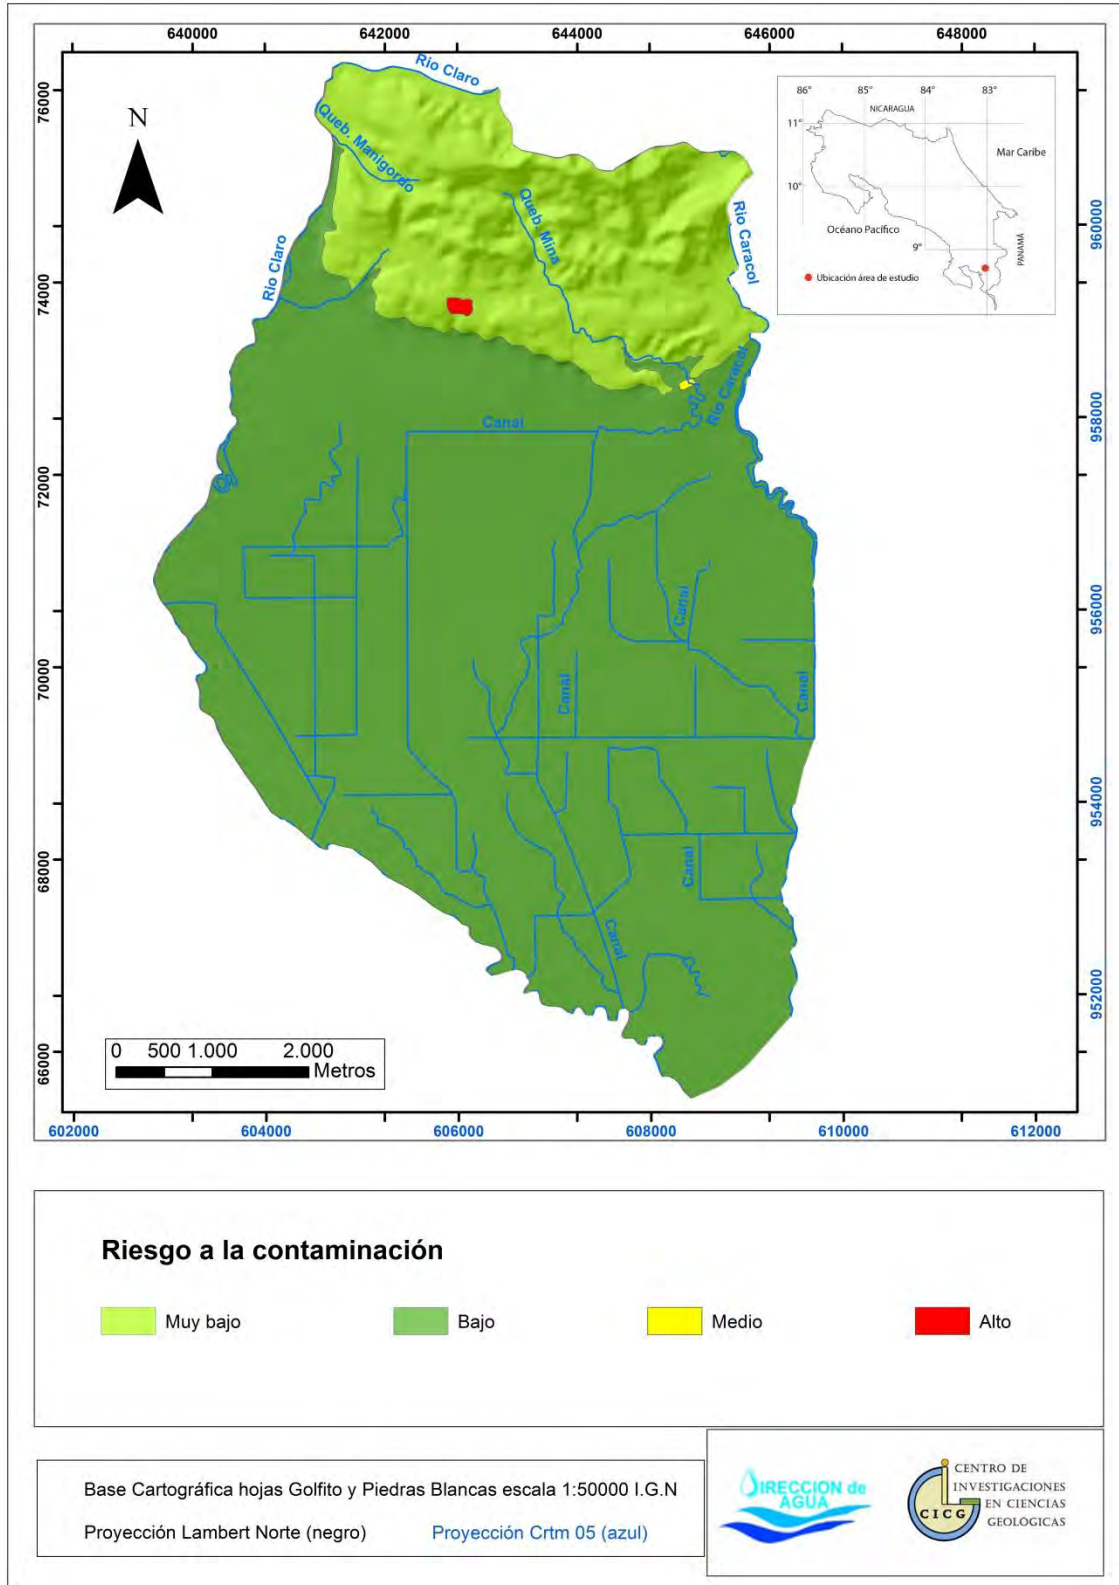 640000 642000 644000 646000 648000
76000
74000
72000
70000
68000
66000
N
Rio Claro
Queb. Manigordo
Queb. Mina
Rio Caracol
Rio Claro
Rio Caracol
Canal
Canal
Canal
Canal
Canal
Canal
86° 85° 84° 83°
NICARAGUA
11°
Mar Caribe
10°
Océano Pacífico
9°
PANAMÁ
Ubicación área de estudio
960000
958000
956000
954000
952000
0 500 1.000 2.000
Metros
602000 604000 606000 608000 610000 612000
Riesgo a la contaminación
Muy bajo Bajo Medio Alto
Base Cartográfica hojas Golfito y Piedras Blancas escala 1:50000 I.G.N
Proyección Lambert Norte (negro) Proyección Crtm 05 (azul)
DIRECCION de
AGUA
CICG
CENTRO DE
INVESTIGACIONES
EN CIENCIAS
GEOLÓGICAS